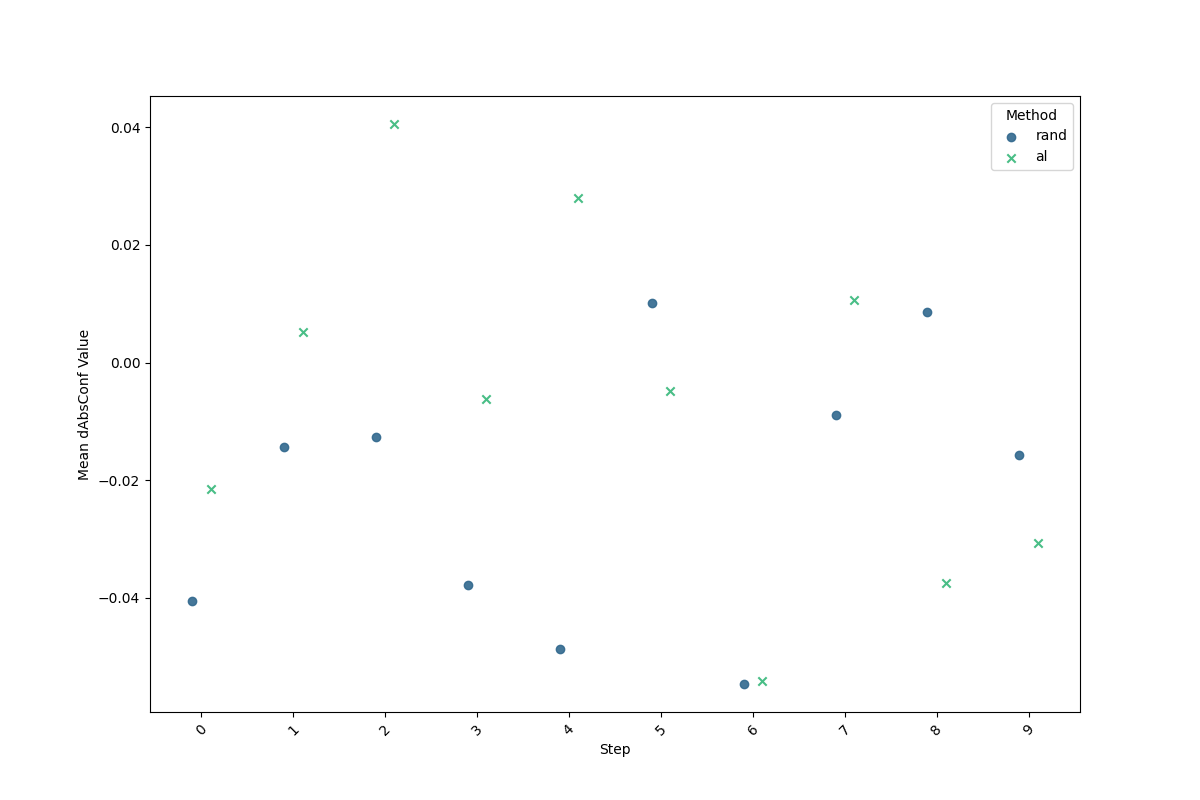 Method
rand
al
0.04
0.02
0.00
−0.02
−0.04
Mean dAbsConf Value
0 1 2 3 4 5 6 7 8 9
Step